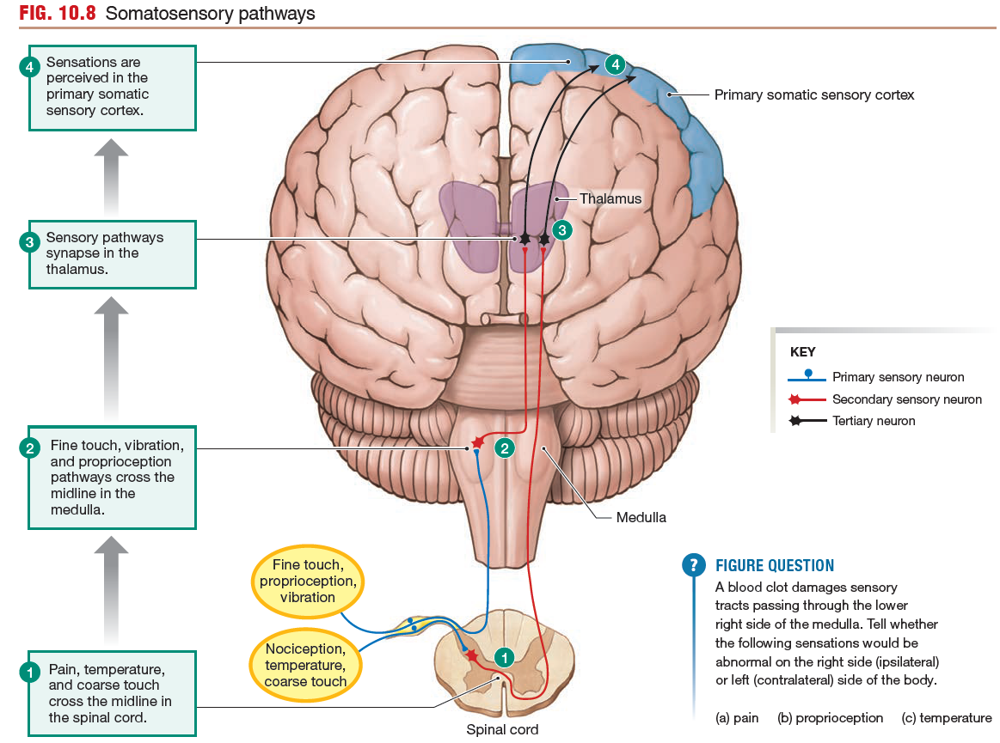 FIG. 10.8 Somatosensory pathways
4
Sensations are
perceived in the
primary somatic
sensory cortex.
4
Primary somatic sensory cortex
Thalamus
3
3
Sensory pathways
synapse in the
thalamus.
KEY
Primary sensory neuron
Secondary sensory neuron
Tertiary neuron
2
Fine touch, vibration,
and proprioception
pathways cross the
midline in the
medulla.
2
Medulla
Fine touch,
proprioception,
vibration
Nociception,
temperature,
coarse touch
1
1
Pain, temperature,
and coarse touch
cross the midline in
the spinal cord.
Spinal cord
? FIGURE QUESTION
A blood clot damages sensory
tracts passing through the lower
right side of the medulla. Tell whether
the following sensations would be
abnormal on the right side (ipsilateral)
or left (contralateral) side of the body.
(a) pain (b) proprioception (c) temperature